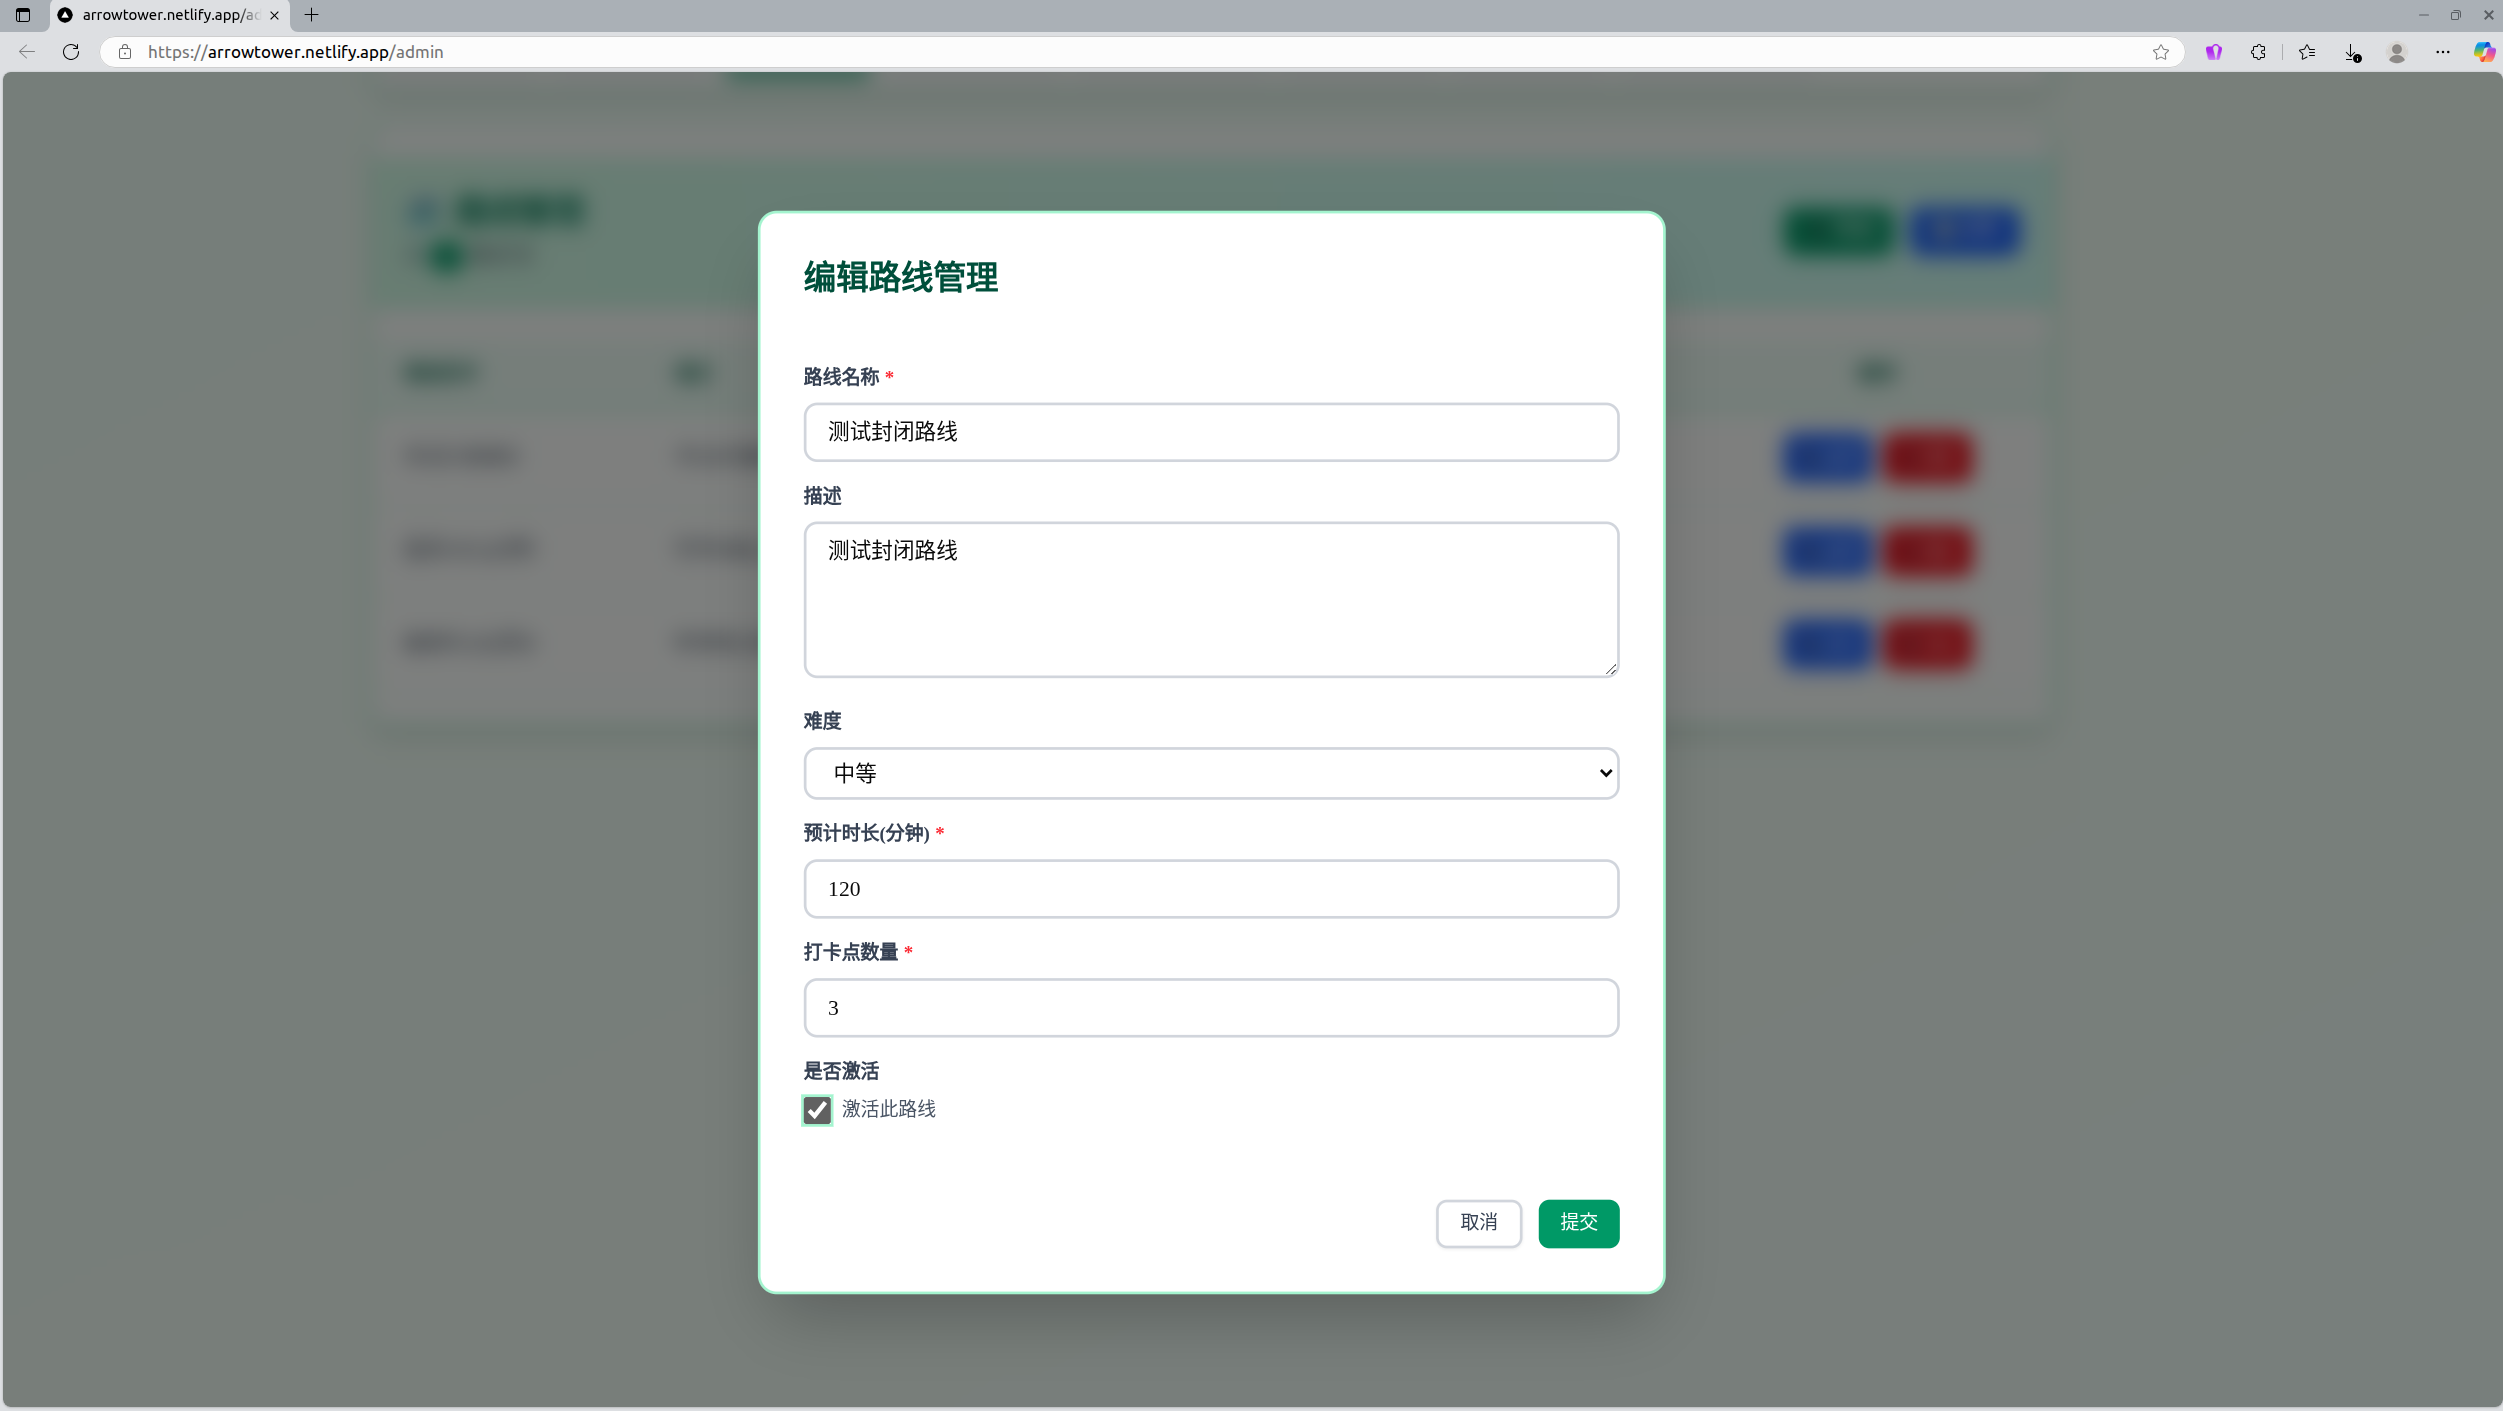 arrowtower.netlify.app/ad
https://arrowtower.netlify.app/admin
编辑路线管理
路线名称 *
测试封闭路线
描述
测试封闭路线
难度
中等
预计时长(分钟) *
120
打卡点数量 *
3
是否激活
激活此路线
取消
提交